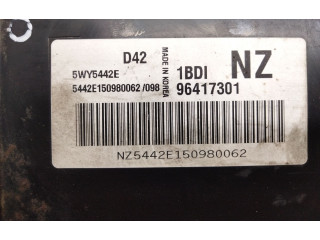 D42
MADE IN KOREA
5WY5442E 1BDI NZ
5442E150980062 /098 96417301
NZ5442E150980062